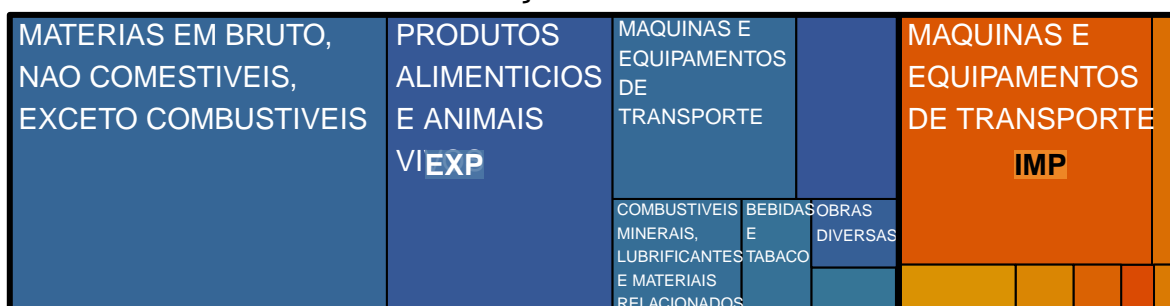 MATERIAS EM BRUTO,
NAO COMESTIVEIS,
EXCETO COMBUSTIVEIS
PRODUTOS
ALIMENTICIOS
E ANIMAIS
EXP
MAQUINAS E
EQUIPAMENTOS
DE
TRANSPORTE
COMBUSTIVEIS
MINERAIS,
LUBRIFICANTES
E MATERIAIS
RELACIONADOS
BEBIDAS
E
TABACO
OBRAS
DIVERSAS
MAQUINAS E
EQUIPAMENTOS
DE TRANSPORTE
IMP